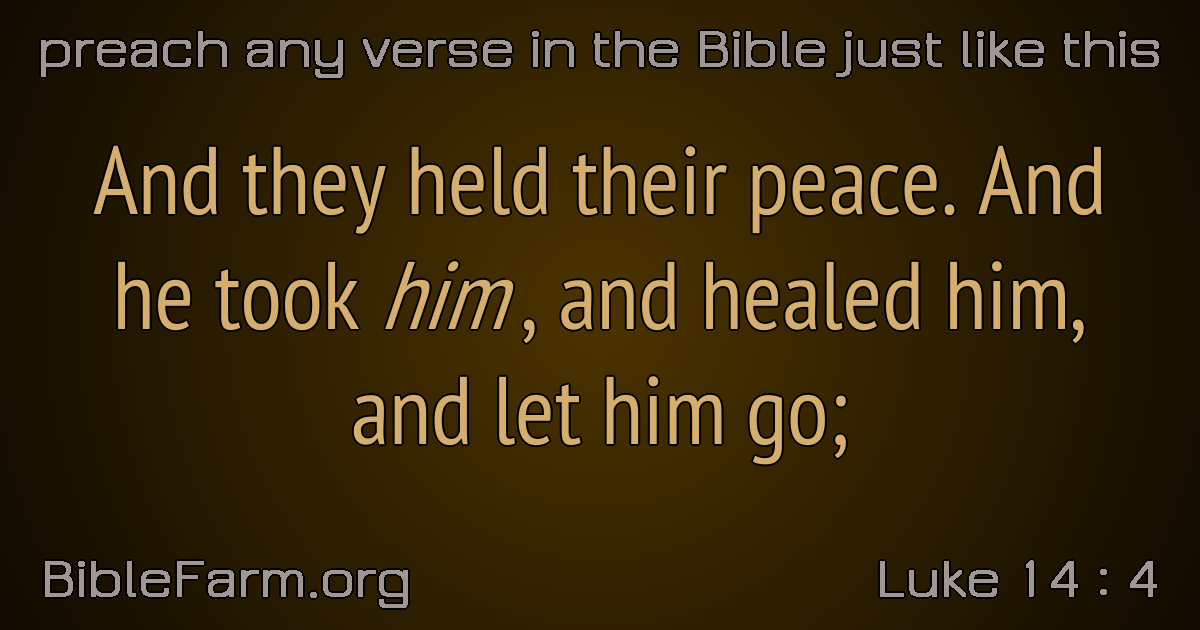 preach any verse in the Bible just like this
And they held their peace. And
he took him, and healed him,
and let him go;
BibleFarm.org
Luke 14 : 4